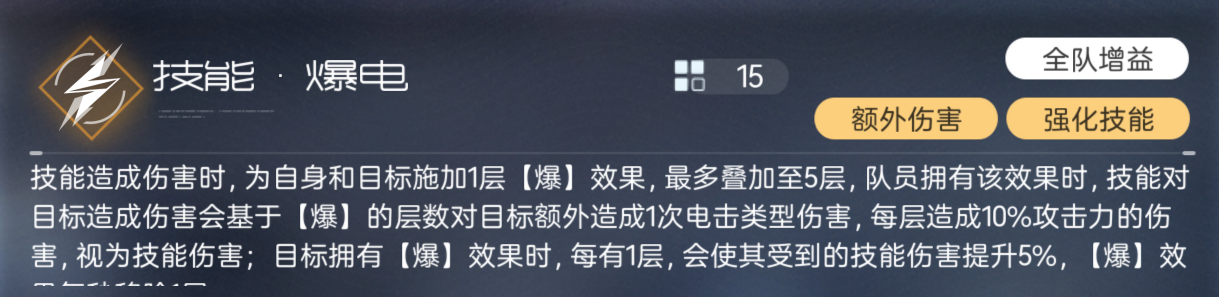 技能 · 爆电
15
全队增益
额外伤害
强化技能
技能造成伤害时, 为自身和目标施加1层【爆】效果, 最多叠加至5层, 队员拥有该效果时, 技能对
目标造成伤害会基于【爆】的层数对目标额外造成1次电击类型伤害, 每层造成10%攻击力的伤
害, 视为技能伤害; 目标拥有【爆】效果时, 每有1层, 会使其受到的技能伤害提升5%, 【爆】效